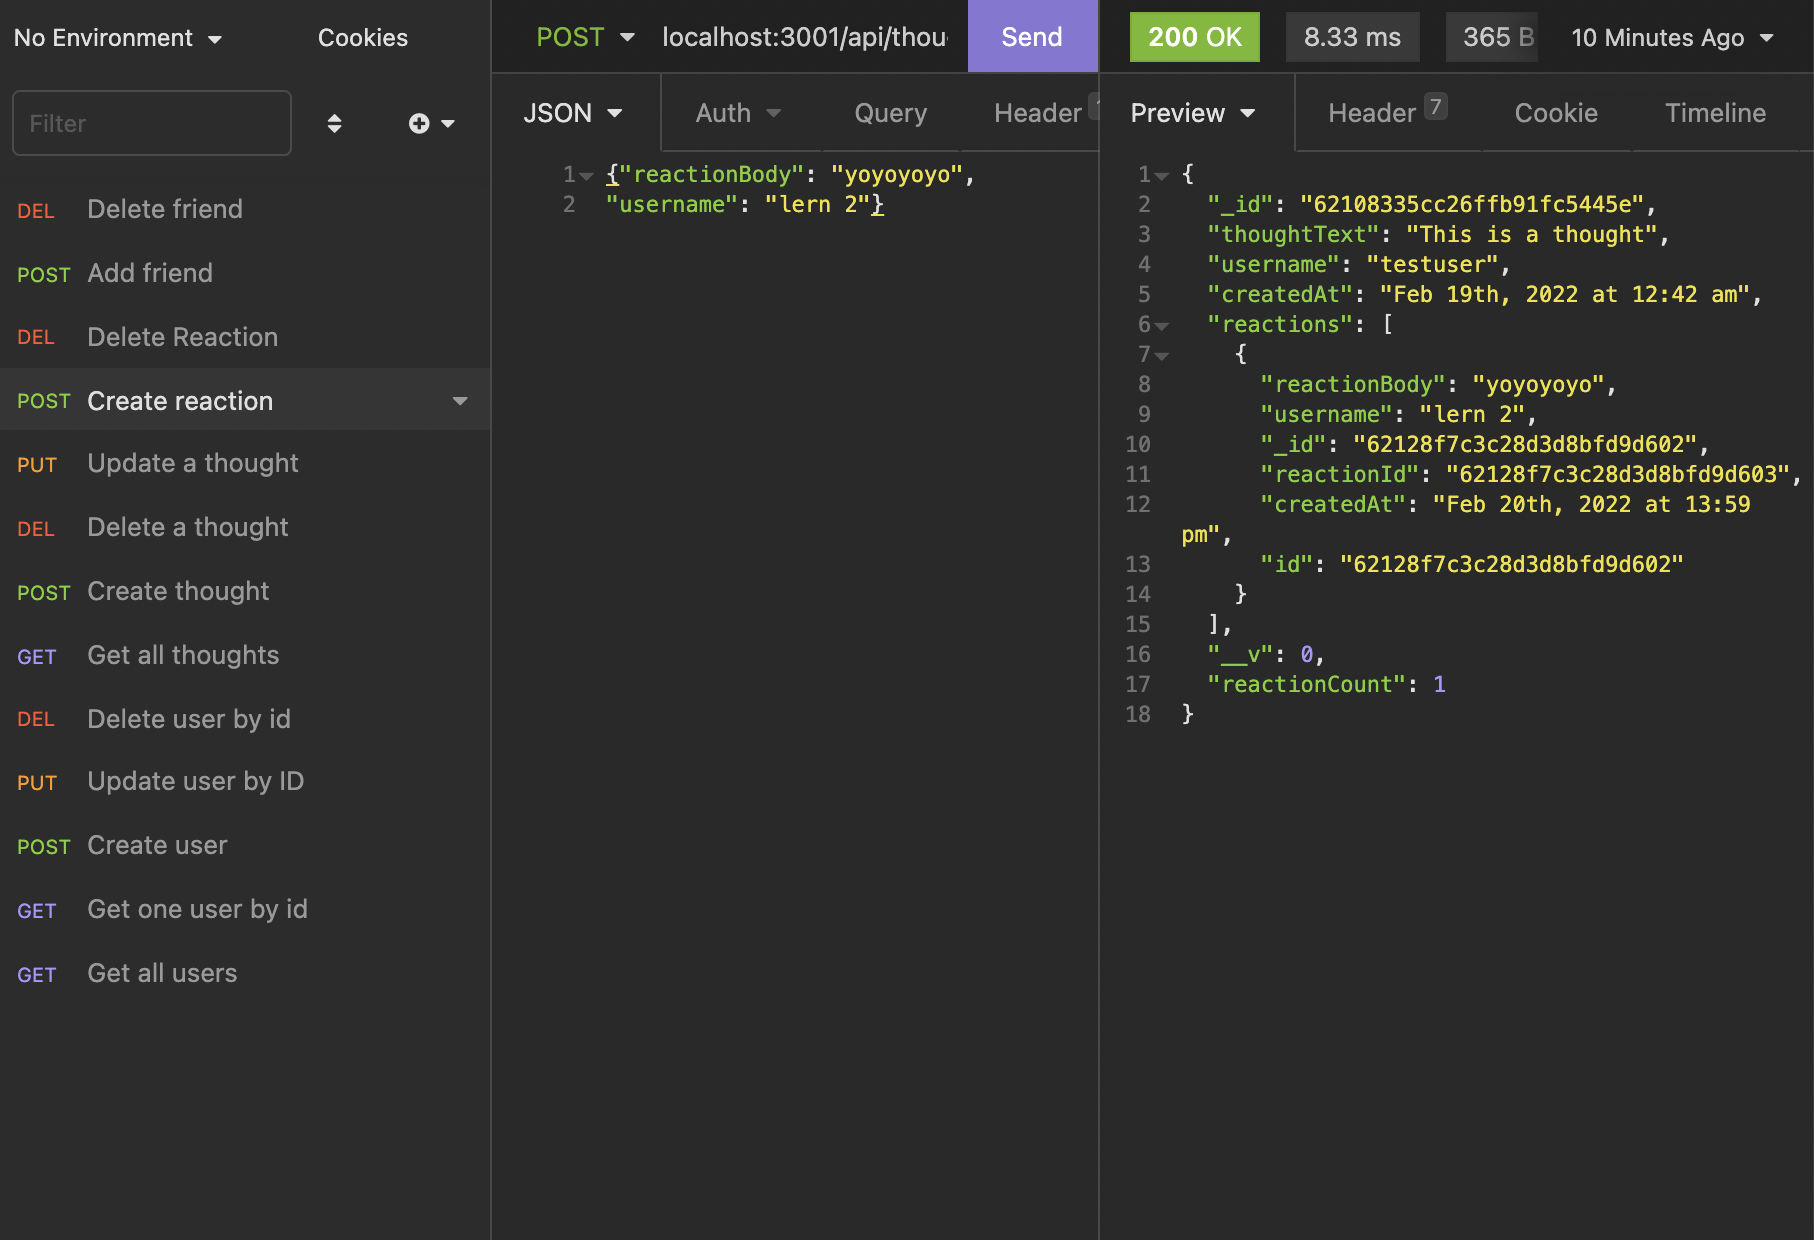 No Environment
Cookies
Filter
DEL Delete friend
POST Add friend
DEL Delete Reaction
POST Create reaction
PUT Update a thought
DEL Delete a thought
POST Create thought
GET Get all thoughts
DEL Delete user by id
PUT Update user by ID
POST Create user
GET Get one user by id
GET Get all users
POST localhost:3001/api/thou Send
JSON Auth Query Header
1 {"reactionBody": "yoyoyoyo",
2 "username": "lern 2"}
200 OK 8.33 ms 365 B 10 Minutes Ago
Preview Header 7 Cookie Timeline
1 {
2 "_id": "62108335cc26ffb91fc5445e",
3 "thoughtText": "This is a thought",
4 "username": "testuser",
5 "createdAt": "Feb 19th, 2022 at 12:42 am",
6 "reactions": [
7 {
8 "reactionBody": "yoyoyoyo",
9 "username": "lern 2",
10 "_id": "62128f7c3c28d3d8bfd9d602",
11 "reactionId": "62128f7c3c28d3d8bfd9d603",
12 "createdAt": "Feb 20th, 2022 at 13:59
pm",
13 "id": "62128f7c3c28d3d8bfd9d602"
14 }
15 ],
16 "__v": 0,
17 "reactionCount": 1
18 }